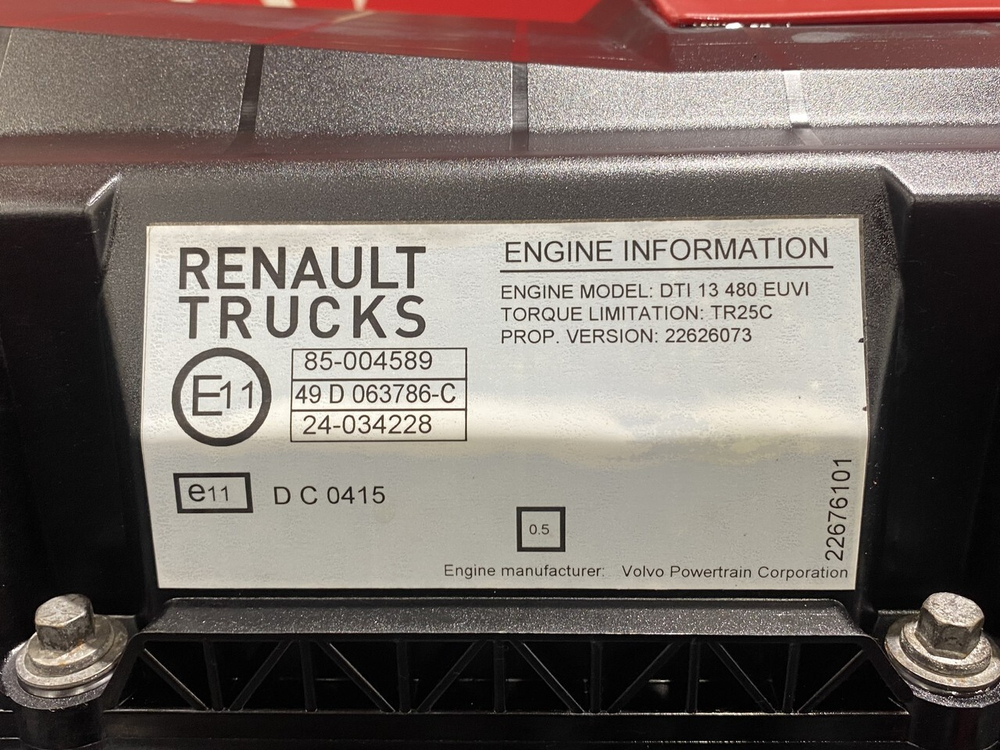 RENAULT
TRUCKS
E11
85-004589
49 D 063786-C
24-034228
e11 D C 0415
ENGINE INFORMATION
ENGINE MODEL: DTI 13 480 EUVI
TORQUE LIMITATION: TR25C
PROP. VERSION: 22626073
0.5
22676101
Engine manufacturer: Volvo Powertrain Corporation